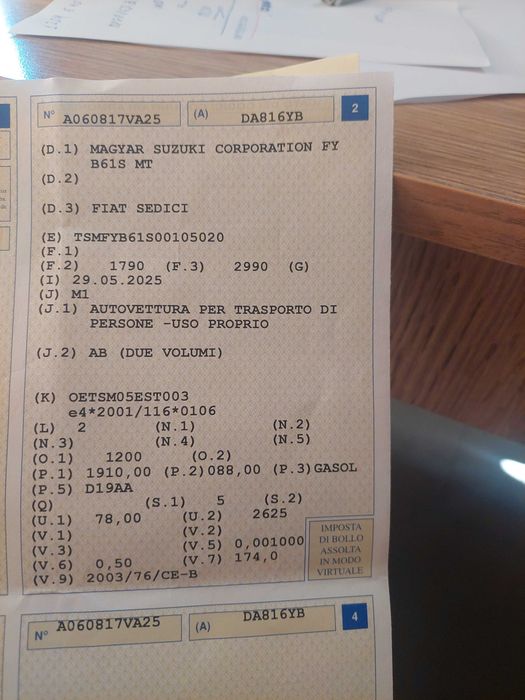 N° A060817VA25 (A) DA816YB 2
(D.1) MAGYAR SUZUKI CORPORATION FY
B61S MT
(D.2)
(D.3) FIAT SEDICI
(E) TSMFYB61S00105020
(F.1)
(F.2) 1790 (F.3) 2990 (G)
(I) 29.05.2025
(J) M1
(J.1) AUTOVETTURA PER TRASPORTO DI
PERSONE -USO PROPRIO
(J.2) AB (DUE VOLUMI)
(K) OETSM05EST003
e4*2001/116*0106
(L) 2 (N.1) (N.2)
(N.3) (N.4) (N.5)
(O.1) 1200 (O.2)
(P.1) 1910,00 (P.2) 088,00 (P.3) GASOL
(P.5) D19AA
(Q) (S.1) 5 (S.2)
(U.1) 78,00 (U.2) 2625
(V.1) (V.2)
(V.3) (V.5) 0,001000
(V.6) 0,50 (V.7) 174,0
(V.9) 2003/76/CE-B
IMPOSTA
DI BOLLO
ASSOLTA
IN MODO
VIRTUALE
N° A060817VA25 (A) DA816YB 4